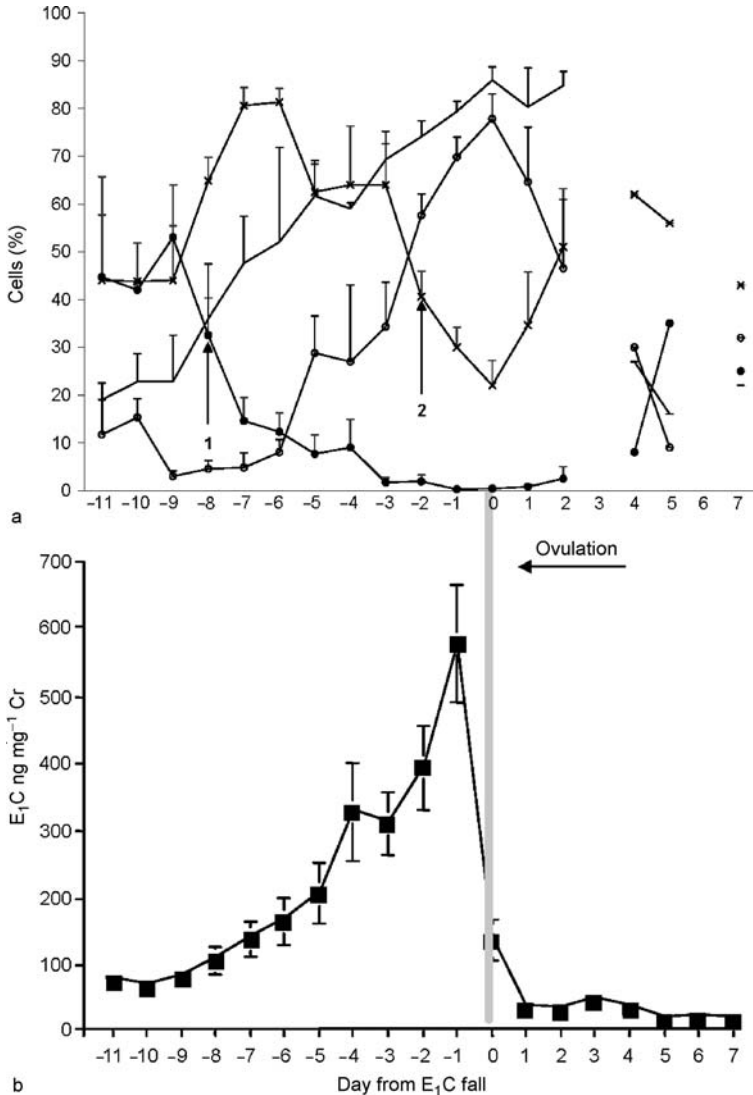 100
90
80
70
60
50
40
30
20
10
0
Cells (%)
1
2
–11 –10 –9 –8 –7 –6 –5 –4 –3 –2 –1 0 1 2 3 4 5 6 7
a
Ovulation
700
600
500
400
300
200
100
0
E₁C ng mg⁻¹ Cr
–11 –10 –9 –8 –7 –6 –5 –4 –3 –2 –1 0 1 2 3 4 5 6 7
Day from E₁C fall
b